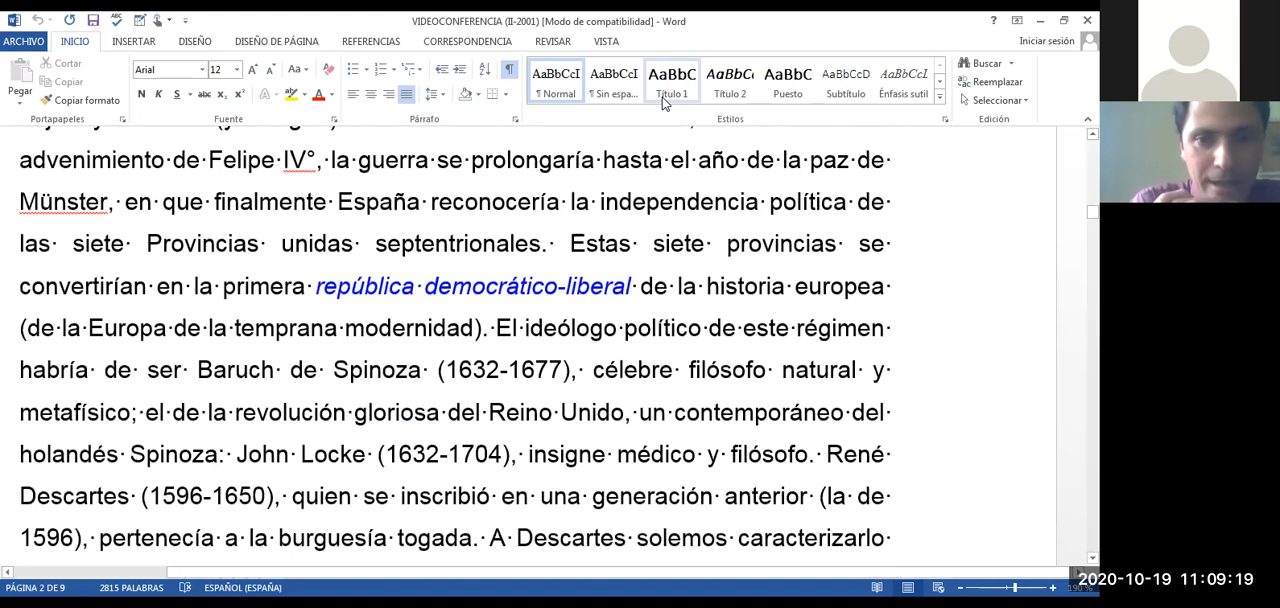 VIDEOCONFERENCIA (II-2001) [Modo de compatibilidad] - Word
ARCHIVO INICIO INSERTAR DISEÑO DISEÑO DE PÁGINA REFERENCIAS CORRESPONDENCIA REVISAR VISTA Iniciar sesión
Pegar
Cortar
Copiar
Copiar formato
Portapapeles
Arial 12
Fuente
Párrafo
AaBbCcI AaBbCcI AaBbC AaBbC AaBbC AaBbCcD AaBbCcL
¶ Normal ¶ Sin espa... Título 1 Título 2 Puesto Subtítulo Énfasis sutil
Estilos
Buscar
Reemplazar
Seleccionar
Edición
advenimiento de Felipe IV°, la guerra se prolongaría hasta el año de la paz de
Münster, en que finalmente España reconocería la independencia política de
las siete Provincias unidas septentrionales. Estas siete provincias se
convertirían en la primera república democrático-liberal de la historia europea
(de la Europa de la temprana modernidad). El ideólogo político de este régimen
habría de ser Baruch de Spinoza (1632-1677), célebre filósofo natural y
metafísico; el de la revolución gloriosa del Reino Unido, un contemporáneo del
holandés Spinoza: John Locke (1632-1704), insigne médico y filósofo. René
Descartes (1596-1650), quien se inscribió en una generación anterior (la de
1596), pertenecía a la burguesía togada. A Descartes solemos caracterizarlo
PÁGINA 2 DE 9 2815 PALABRAS ESPAÑOL (ESPAÑA) 190 %
2020-10-19 11:09:19